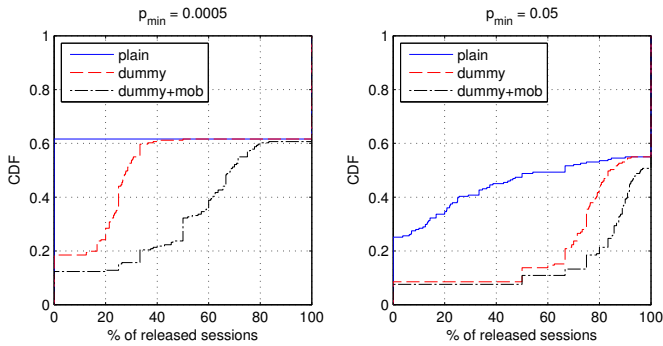 p_min = 0.0005
1
0.8
0.6
0.4
0.2
0
CDF
plain
dummy
dummy+mob
0 20 40 60 80 100
% of released sessions
p_min = 0.05
1
0.8
0.6
0.4
0.2
0
CDF
plain
dummy
dummy+mob
0 20 40 60 80 100
% of released sessions